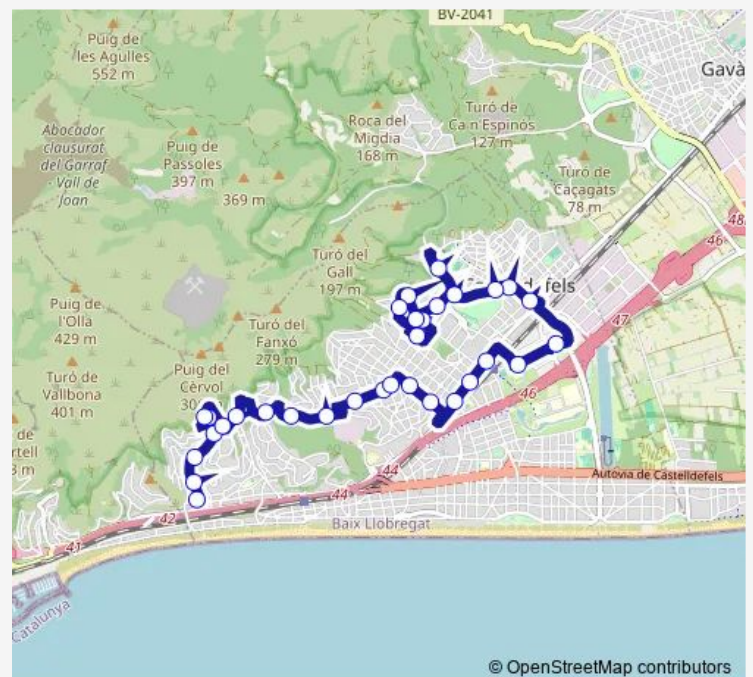 BV-2041
Puig de
les Agulles
552 m
Gavà
Roca del
Migdia
168 m
Turó de
Ca n'Espinós
127 m
Abocador
clausurat
del Garraf
- Vall de
Joan
Puig de
Passoles
397 m
369 m
Turó de
Caçagats
78 m
48
46
Turó del
Gall
197 m
defels
47
Puig de
l'Olla
429 m
Turó del
Fanxó
279 m
Turó de
Vallbona
401 m
Puig del
Cèrvol
46
de
44
44
Autovia de Castelldefels
42
Baix Llobregat
41
Catalunya
© OpenStreetMap contributors